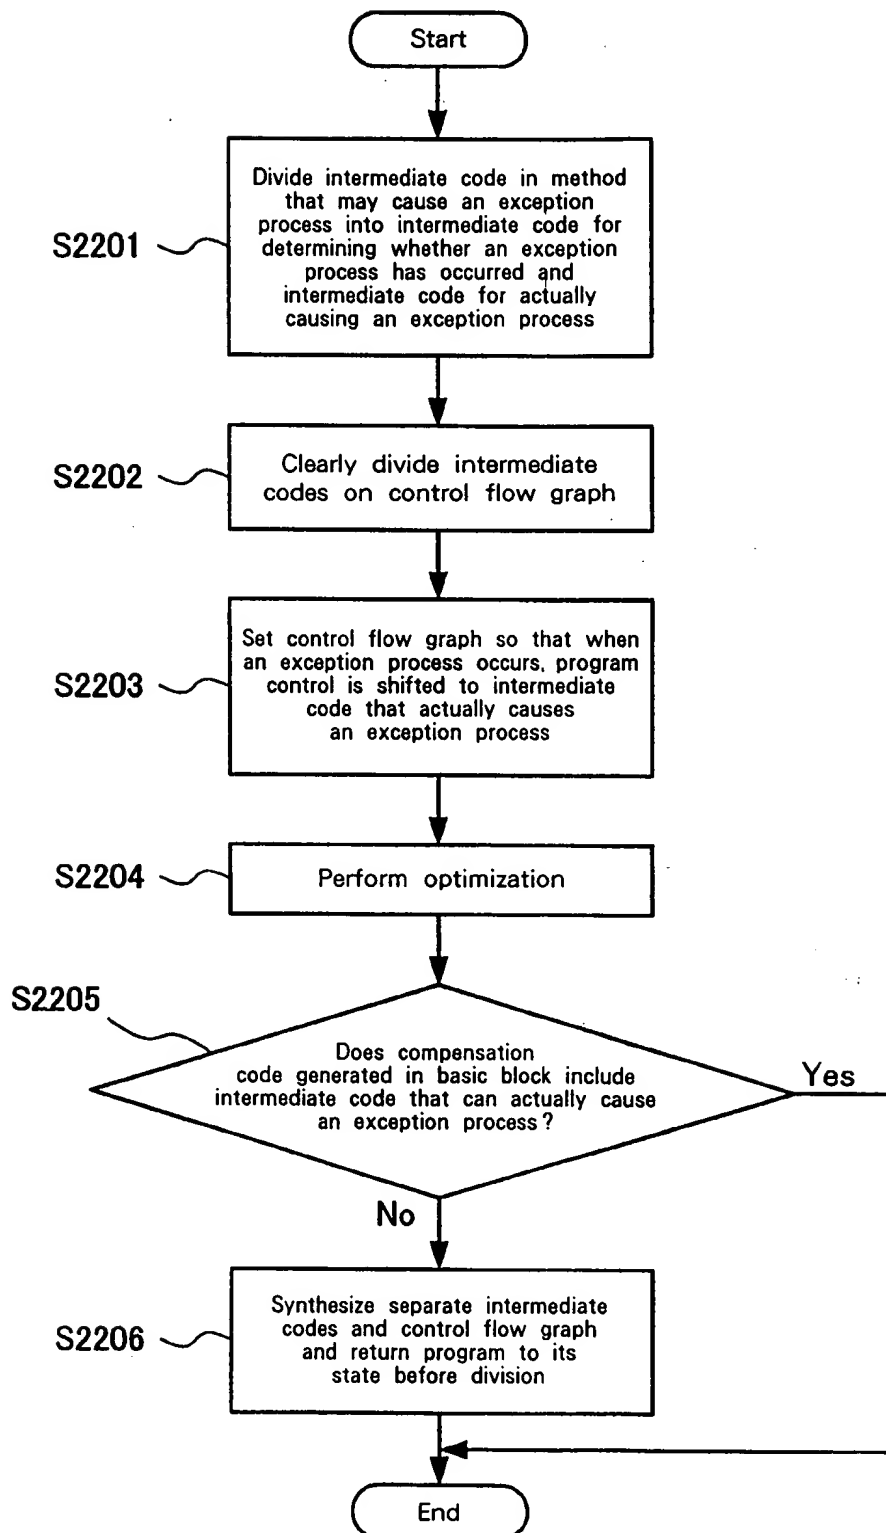 Start
S2201
Divide intermediate code in method
that may cause an exception
process into intermediate code for
determining whether an exception
process has occurred and
intermediate code for actually
causing an exception process
S2202
Clearly divide intermediate
codes on control flow graph
S2203
Set control flow graph so that when
an exception process occurs, program
control is shifted to intermediate
code that actually causes
an exception process
S2204
Perform optimization
S2205
Does compensation
code generated in basic block include
intermediate code that can actually cause
an exception process?
Yes
No
S2206
Synthesize separate intermediate
codes and control flow graph
and return program to its
state before division
End